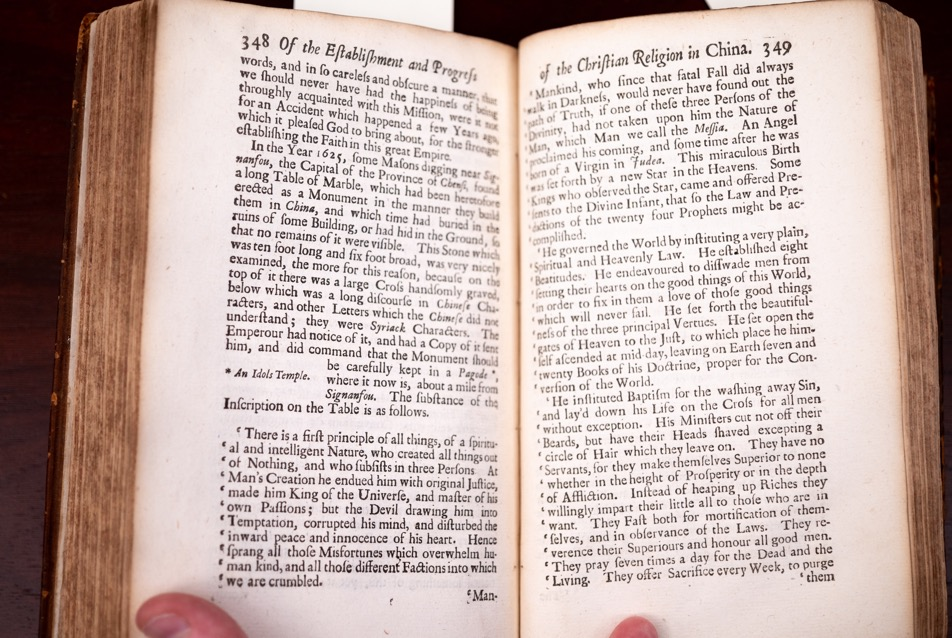 348 Of the Eſtabliſhment and Progreſs
words, and in ſo careleſs and obſcure a manner, that
we ſhould never have had the happineſs of being
throughly acquainted with this Miſſion, were it not
for an Accident which happened a few Years ago,
which it pleaſed God to bring about, for the ſtronger
eſtabliſhing the Faith in this great Empire.
In the Year 1625, ſome Maſons digging near Sig-
nanfou, the Capital of the Province of Chenſi, found
a long Table of Marble, which had been heretofore
erected as a Monument in the manner they build
them in China, and which time had buried in the
ruins of ſome Building, or had hid in the Ground, ſo
that no remains of it were viſible. This Stone which
was ten foot long and ſix foot broad, was very nicely
examined, the more for this reaſon, becauſe on the
top of it there was a large Croſs handſomly graved,
below which was a long diſcourſe in Chineſe Cha-
racters, and other Letters which the Chineſe did not
underſtand; they were Syriack Characters. The
Emperour had notice of it, and had a Copy of it ſent
him, and did command that the Monument ſhould
be carefully kept in a Pagode *,
* An Idols Temple. where it now is, about a mile from
Signanfou. The ſubſtance of the
Inſcription on the Table is as follows.
‘ There is a firſt principle of all things, of a ſpiritu-
‘ al and intelligent Nature, who created all things out
‘ of Nothing, and who ſubſiſts in three Perſons. At
‘ Man's Creation he endued him with original Juſtice,
‘ made him King of the Univerſe, and maſter of his
‘ own Paſſions; but the Devil drawing him into
‘ Temptation, corrupted his mind, and diſturbed the
‘ inward peace and innocence of his heart. Hence
‘ ſprang all thoſe Misfortunes which overwhelm hu-
‘ man kind, and all thoſe different Factions into which
‘ we are crumbled.
‘ Man-
of the Chriſtian Religion in China. 349
‘ Mankind, who ſince that fatal Fall did always
‘ walk in Darkneſs, would never have found out the
‘ path of Truth, if one of theſe three Perſons of the
‘ Divinity, had not taken upon him the Nature of
‘ Man, which Man we call the Meſſia. An Angel
‘ proclaimed his coming, and ſome time after he was
‘ born of a Virgin in Judea. This miraculous Birth
‘ was ſet forth by a new Star in the Heavens. Some
‘ Kings who obſerved the Star, came and offered Pre-
‘ ſents to the Divine Infant, that ſo the Law and Pre-
‘ dictions of the twenty four Prophets might be ac-
‘ compliſhed.
‘ He governed the World by inſtituting a very plain,
‘ Spiritual and Heavenly Law. He eſtabliſhed eight
‘ Beatitudes. He endeavoured to diſſwade men from
‘ ſetting their hearts on the good things of this World,
‘ in order to fix in them a love of thoſe good things
‘ which will never fail. He ſet forth the beautiful-
‘ neſs of the three principal Vertues. He ſet open the
‘ gates of Heaven to the Juſt, to which place he him-
‘ ſelf aſcended at mid-day, leaving on Earth ſeven and
‘ twenty Books of his Doctrine, proper for the Con-
‘ verſion of the World.
‘ He inſtituted Baptiſm for the waſhing away Sin,
‘ and lay'd down his Life on the Croſs for all men
‘ without exception. His Miniſters cut not off their
‘ Beards, but have their Heads ſhaved excepting a
‘ circle of Hair which they leave on. They have no
‘ Servants, for they make themſelves Superior to none
‘ whether in the height of Proſperity or in the depth
‘ of Affliction. Inſtead of heaping up Riches they
‘ willingly impart their little all to thoſe who are in
‘ want. They Faſt both for mortification of them-
‘ ſelves, and in obſervance of the Laws. They re-
‘ verence their Superiours and honour all good men.
‘ They pray ſeven times a day for the Dead and the
‘ Living. They offer Sacrifice every Week, to purge
‘ them